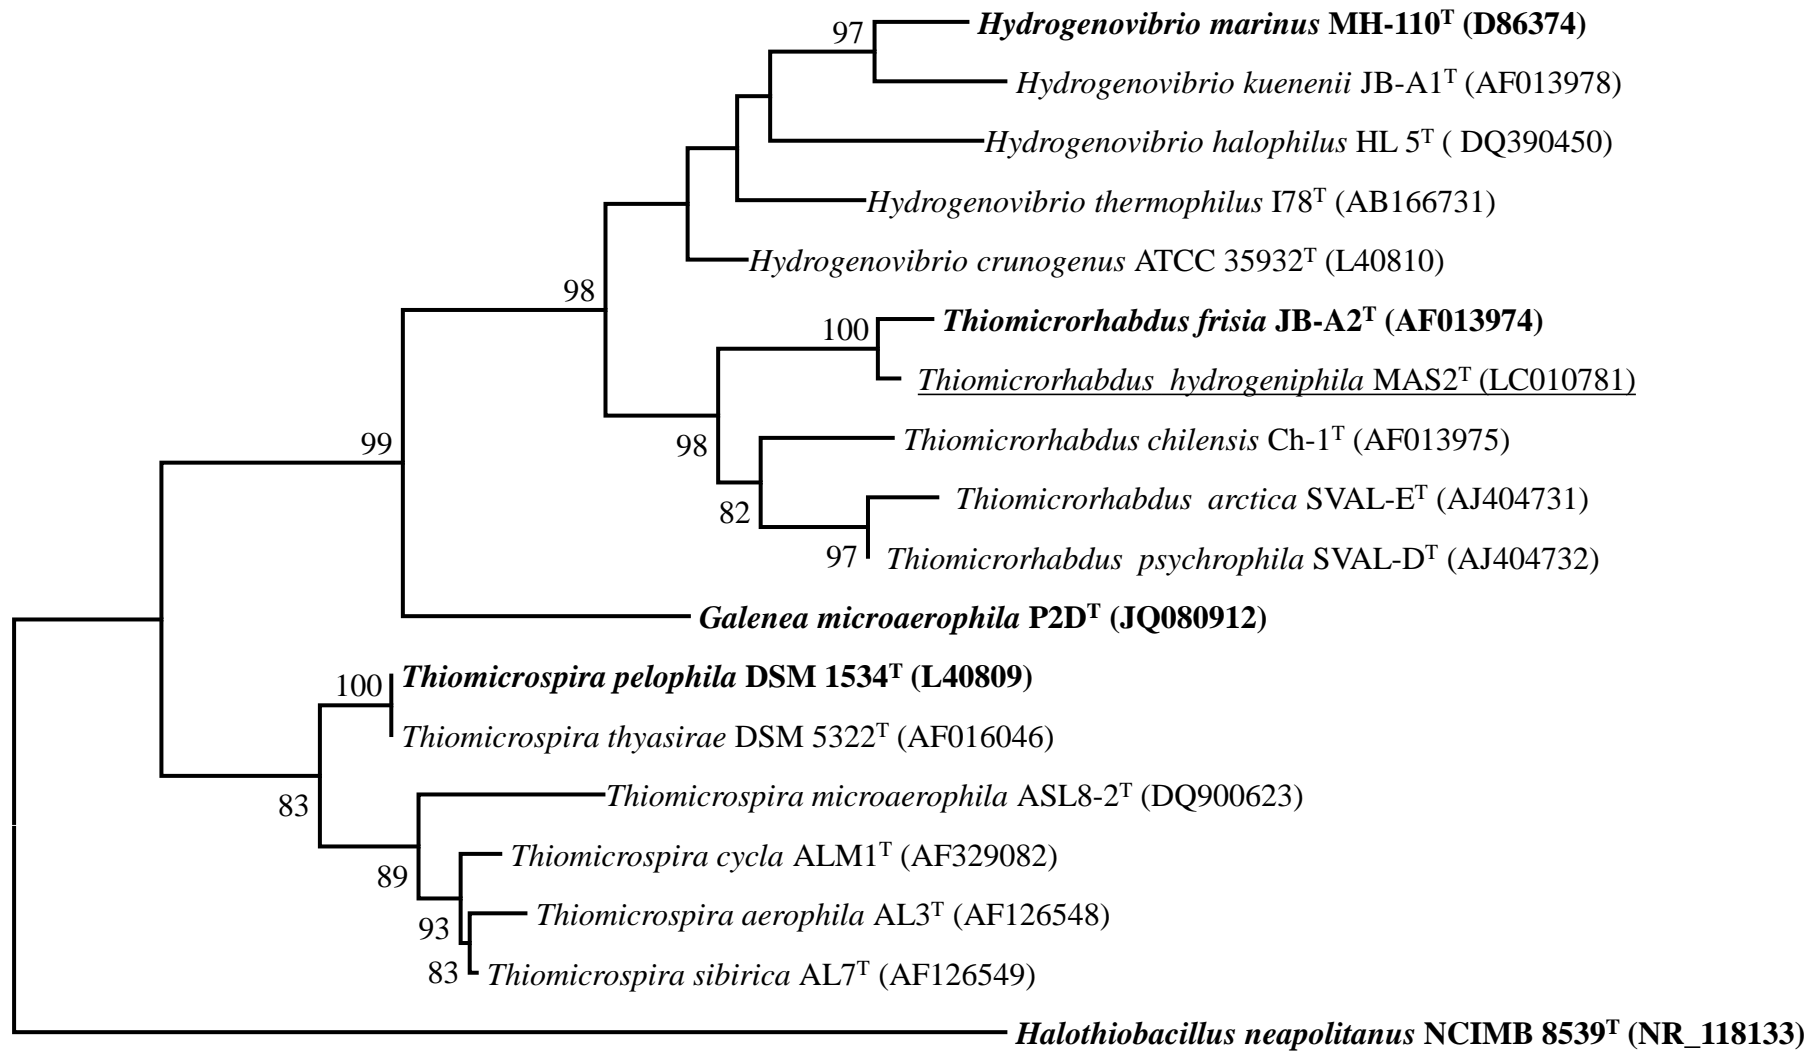 97
Hydrogenovibrio marinus MH-110ᵀ (D86374)
Hydrogenovibrio kuenenii JB-A1ᵀ (AF013978)
Hydrogenovibrio halophilus HL 5ᵀ ( DQ390450)
Hydrogenovibrio thermophilus I78ᵀ (AB166731)
Hydrogenovibrio crunogenus ATCC 35932ᵀ (L40810)
98
100
Thiomicrorhabdus frisia JB-A2ᵀ (AF013974)
Thiomicrorhabdus hydrogeniphila MAS2ᵀ (LC010781)
99
98
Thiomicrorhabdus chilensis Ch-1ᵀ (AF013975)
82
Thiomicrorhabdus arctica SVAL-Eᵀ (AJ404731)
97
Thiomicrorhabdus psychrophila SVAL-Dᵀ (AJ404732)
Galenea microaerophila P2Dᵀ (JQ080912)
100
Thiomicrospira pelophila DSM 1534ᵀ (L40809)
Thiomicrospira thyasirae DSM 5322ᵀ (AF016046)
83
Thiomicrospira microaerophila ASL8-2ᵀ (DQ900623)
89
Thiomicrospira cycla ALM1ᵀ (AF329082)
93
Thiomicrospira aerophila AL3ᵀ (AF126548)
83
Thiomicrospira sibirica AL7ᵀ (AF126549)
Halothiobacillus neapolitanus NCIMB 8539ᵀ (NR_118133)